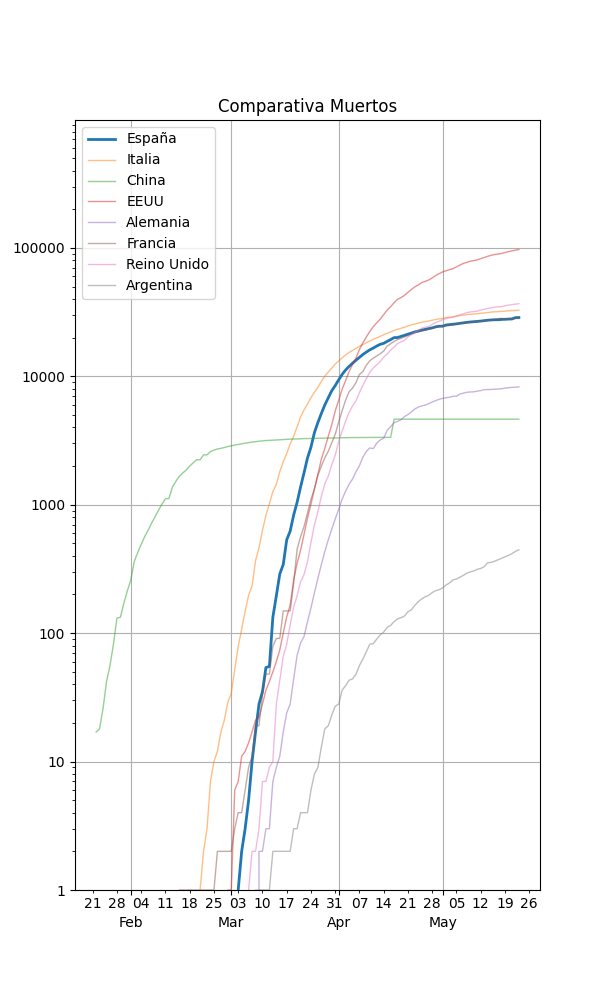 Comparativa Muertos
España
Italia
China
EEUU
Alemania
Francia
Reino Unido
Argentina
100000
10000
1000
100
10
1
21 28 04 11 18 25 03 10 17 24 31 07 14 21 28 05 12 19 26
Feb Mar Apr May